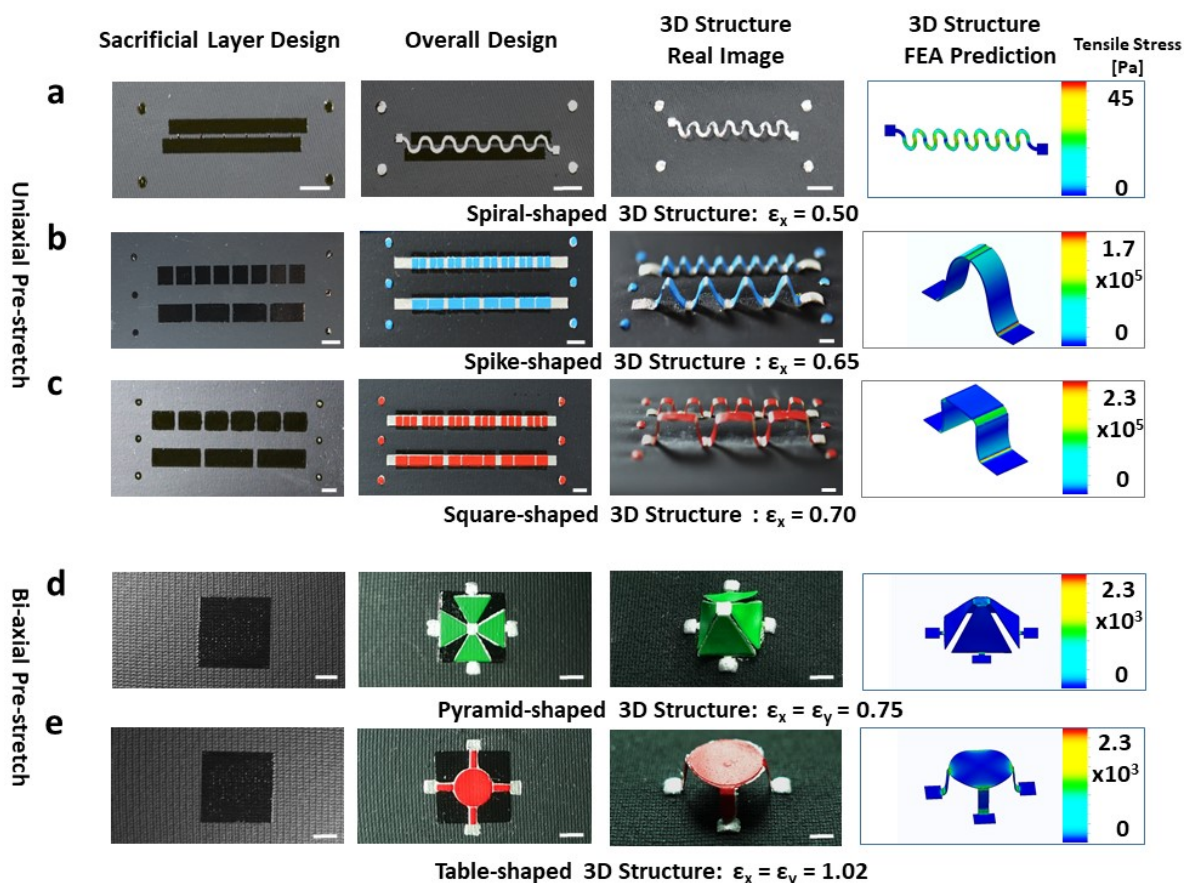 Sacrificial Layer Design
Overall Design
3D Structure
Real Image
3D Structure
FEA Prediction
Tensile Stress
[Pa]
Uniaxial Pre-stretch
a
45
0
Spiral-shaped 3D Structure: εx = 0.50
b
1.7
x10⁵
0
Spike-shaped 3D Structure : εx = 0.65
c
2.3
x10⁵
0
Square-shaped 3D Structure : εx = 0.70
Bi-axial Pre-stretch
d
2.3
x10³
0
Pyramid-shaped 3D Structure: εx = εy = 0.75
e
2.3
x10³
0
Table-shaped 3D Structure: εx = εy = 1.02